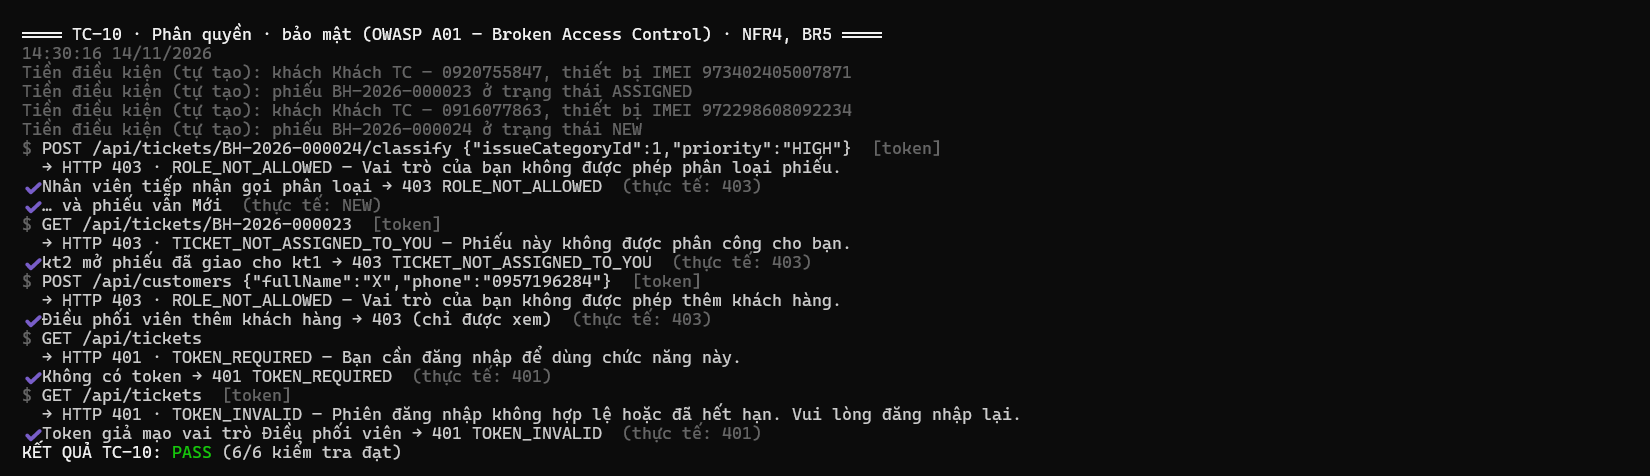 ════ TC-10 · Phân quyền · bảo mật (OWASP A01 — Broken Access Control) · NFR4, BR5 ════
14:30:16 14/11/2026
Tiền điều kiện (tự tạo): khách Khách TC — 0920755847, thiết bị IMEI 973402405007871
Tiền điều kiện (tự tạo): phiếu BH-2026-000023 ở trạng thái ASSIGNED
Tiền điều kiện (tự tạo): khách Khách TC — 0916077863, thiết bị IMEI 972298608092234
Tiền điều kiện (tự tạo): phiếu BH-2026-000024 ở trạng thái NEW
$ POST /api/tickets/BH-2026-000024/classify {"issueCategoryId":1,"priority":"HIGH"}  [token]
→ HTTP 403 · ROLE_NOT_ALLOWED — Vai trò của bạn không được phép phân loại phiếu.
✔Nhân viên tiếp nhận gọi phân loại → 403 ROLE_NOT_ALLOWED  (thực tế: 403)
✔… và phiếu vẫn Mới  (thực tế: NEW)
$ GET /api/tickets/BH-2026-000023  [token]
→ HTTP 403 · TICKET_NOT_ASSIGNED_TO_YOU — Phiếu này không được phân công cho bạn.
✔kt2 mở phiếu đã giao cho kt1 → 403 TICKET_NOT_ASSIGNED_TO_YOU  (thực tế: 403)
$ POST /api/customers {"fullName":"X","phone":"0957196284"}  [token]
→ HTTP 403 · ROLE_NOT_ALLOWED — Vai trò của bạn không được phép thêm khách hàng.
✔Điều phối viên thêm khách hàng → 403 (chỉ được xem)  (thực tế: 403)
$ GET /api/tickets
→ HTTP 401 · TOKEN_REQUIRED — Bạn cần đăng nhập để dùng chức năng này.
✔Không có token → 401 TOKEN_REQUIRED  (thực tế: 401)
$ GET /api/tickets  [token]
→ HTTP 401 · TOKEN_INVALID — Phiên đăng nhập không hợp lệ hoặc đã hết hạn. Vui lòng đăng nhập lại.
✔Token giả mạo vai trò Điều phối viên → 401 TOKEN_INVALID  (thực tế: 401)
KẾT QUẢ TC-10: PASS (6/6 kiểm tra đạt)